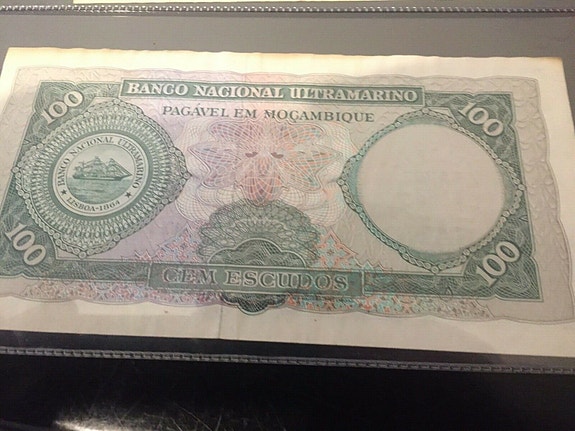 BANCO NACIONAL ULTRAMARINO
PAGÁVEL EM MOÇAMBIQUE
100
100
BANCO NACIONAL ULTRAMARINO
LISBOA-1864
100
100
CEM ESCUDOS